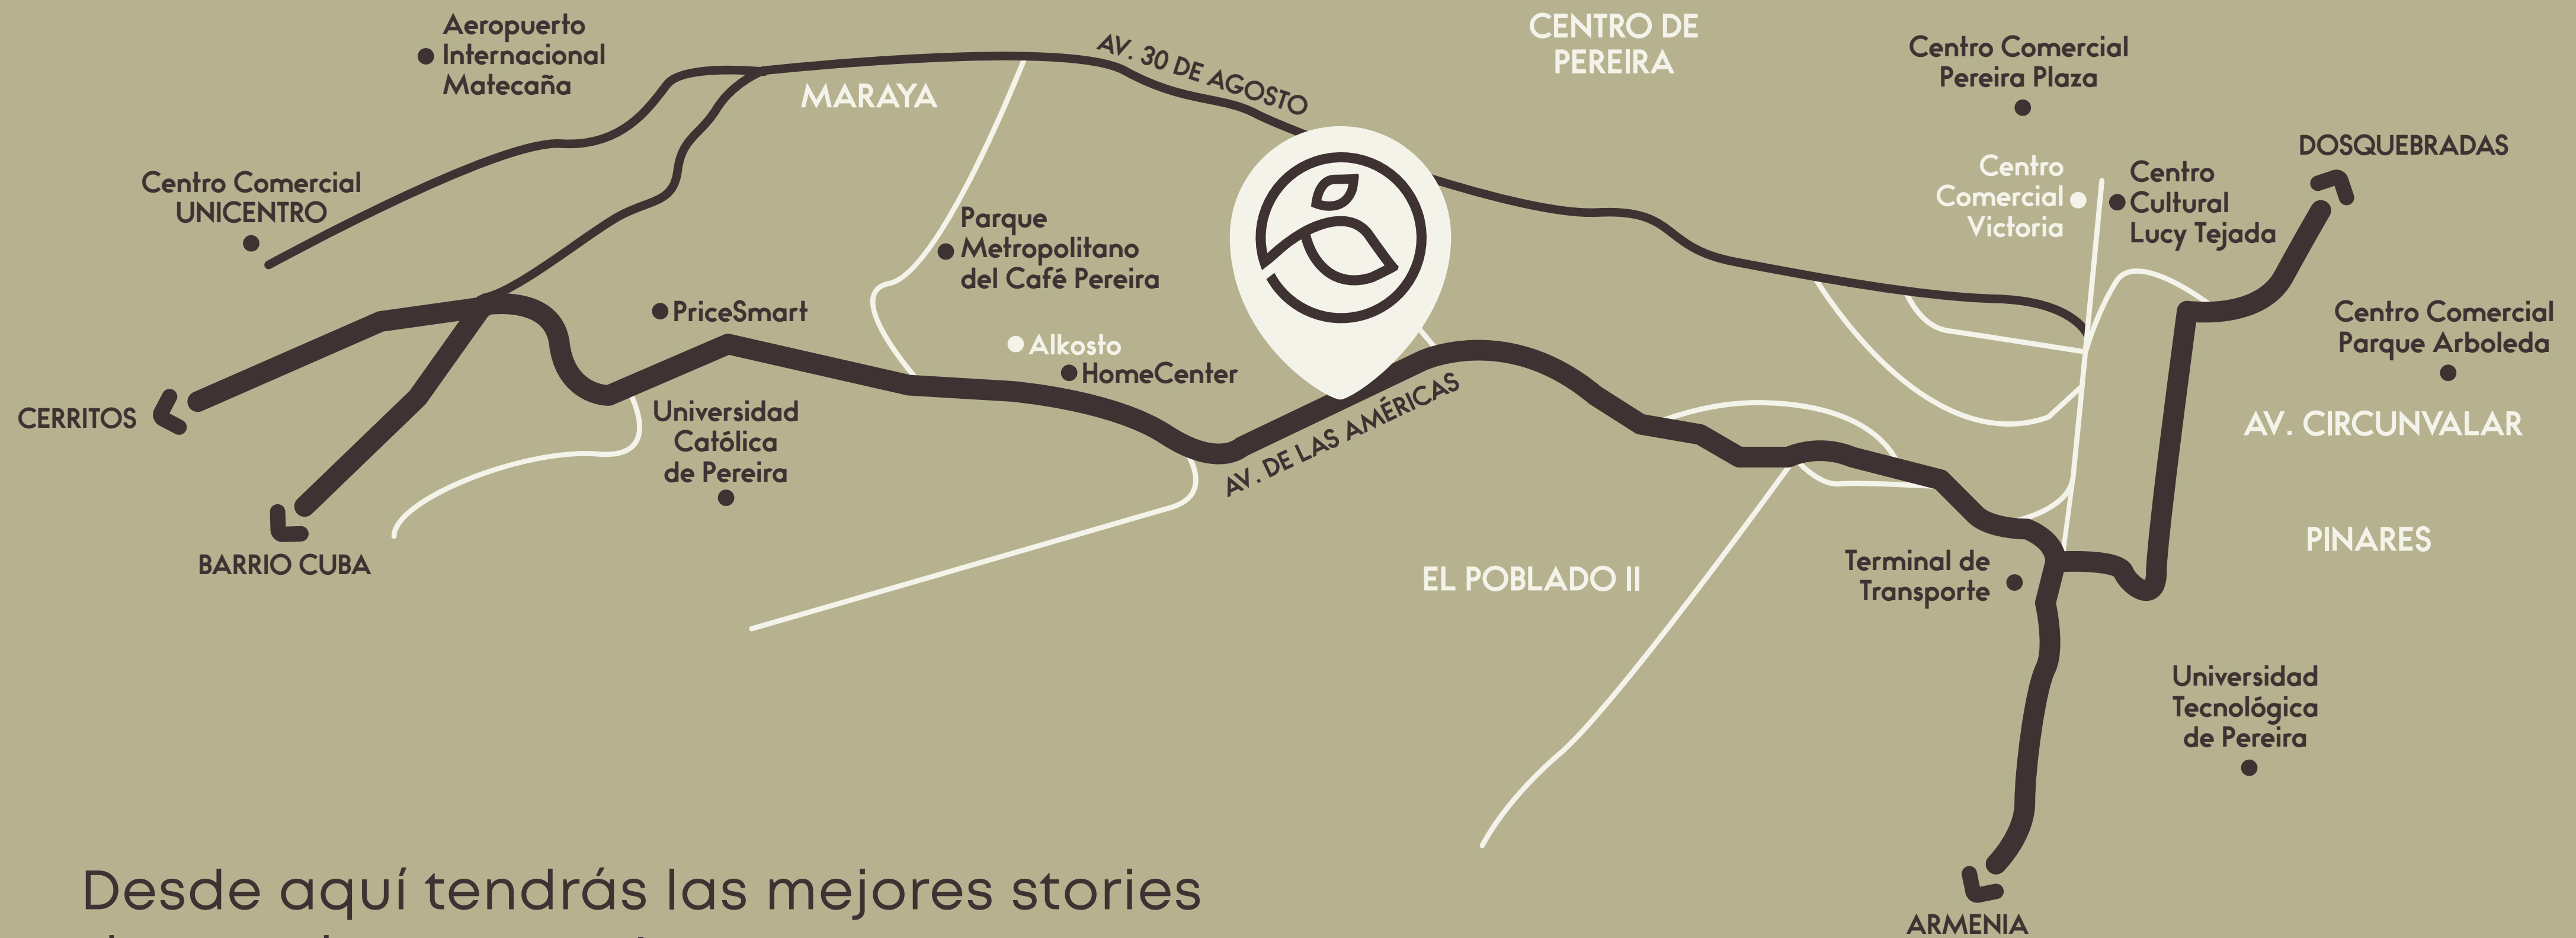 Aeropuerto
Internacional
Matecaña
AV. 30 DE AGOSTO
CENTRO DE
PEREIRA
Centro Comercial
Pereira Plaza
MARAYA
DOSQUEBRADAS
Centro Comercial
UNICENTRO
Centro
Comercial
Victoria
Centro
Cultural
Lucy Tejada
Parque
Metropolitano
del Café Pereira
PriceSmart
Alkosto
HomeCenter
Centro Comercial
Parque Arboleda
CERRITOS
Universidad
Católica
de Pereira
AV. DE LAS AMÉRICAS
AV. CIRCUNVALAR
BARRIO CUBA
PINARES
EL POBLADO II
Terminal de
Transporte
Universidad
Tecnológica
de Pereira
Desde aquí tendrás las mejores stories
ARMENIA